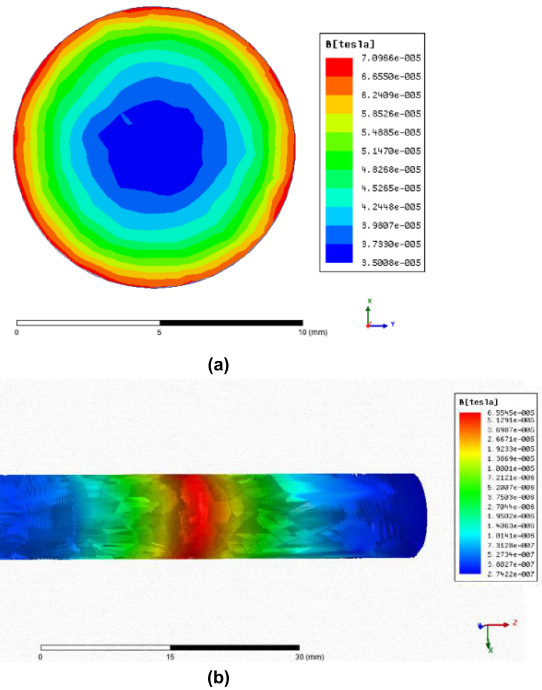 B[tesla]
7.0966e-005
6.6550e-005
6.2409e-005
5.8526e-005
5.4885e-005
5.1470e-005
4.8268e-005
4.5265e-005
4.2448e-005
3.9807e-005
3.7330e-005
3.5008e-005
X
Y
0 5 10 (mm)
(a)
B[tesla]
6.5545e-005
5.1291e-005
2.6671e-005
1.9233e-005
1.3869e-005
1.0001e-005
7.2121e-006
5.2007e-006
3.7503e-006
2.7044e-006
1.9502e-006
1.4063e-006
1.0141e-006
7.3128e-007
5.2734e-007
2.7422e-007
Z
X
0 15 30 (mm)
(b)